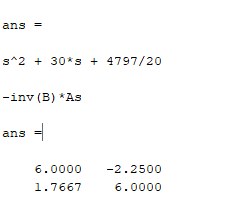 ans =
s^2 + 30*s + 4797/20
-inv(B)*As
ans =
6.0000 -2.2500
1.7667 6.0000